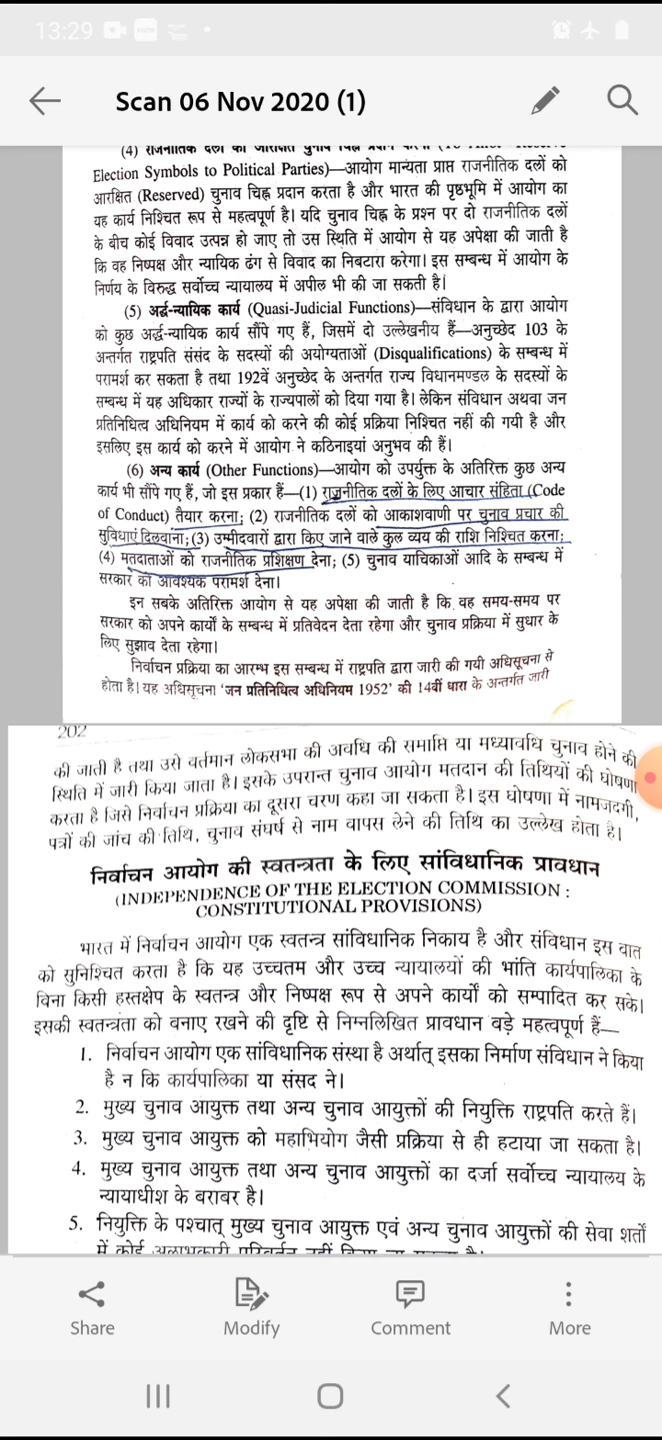 13:29
Scan 06 Nov 2020 (1)
(4) राजनीतिक दलों को आरक्षित चुनाव चिह्न प्रदान करना
Election Symbols to Political Parties)—आयोग मान्यता प्राप्त राजनीतिक दलों को
आरक्षित (Reserved) चुनाव चिह्न प्रदान करता है और भारत की पृष्ठभूमि में आयोग का
यह कार्य निश्चित रूप से महत्वपूर्ण है। यदि चुनाव चिह्न के प्रश्न पर दो राजनीतिक दलों
के बीच कोई विवाद उत्पन्न हो जाए तो उस स्थिति में आयोग से यह अपेक्षा की जाती है
कि वह निष्पक्ष और न्यायिक ढंग से विवाद का निबटारा करेगा। इस सम्बन्ध में आयोग के
निर्णय के विरुद्ध सर्वोच्च न्यायालय में अपील भी की जा सकती है।
(5) अर्द्ध-न्यायिक कार्य (Quasi-Judicial Functions)—संविधान के द्वारा आयोग
को कुछ अर्द्ध-न्यायिक कार्य सौंपे गए हैं, जिसमें दो उल्लेखनीय हैं—अनुच्छेद 103 के
अन्तर्गत राष्ट्रपति संसद के सदस्यों की अयोग्यताओं (Disqualifications) के सम्बन्ध में
परामर्श कर सकता है तथा 192वें अनुच्छेद के अन्तर्गत राज्य विधानमण्डल के सदस्यों के
सम्बन्ध में यह अधिकार राज्यों के राज्यपालों को दिया गया है। लेकिन संविधान अथवा जन
प्रतिनिधित्व अधिनियम में कार्य को करने की कोई प्रक्रिया निश्चित नहीं की गयी है और
इसलिए इस कार्य को करने में आयोग ने कठिनाइयां अनुभव की हैं।
(6) अन्य कार्य (Other Functions)—आयोग को उपर्युक्त के अतिरिक्त कुछ अन्य
कार्य भी सौंपे गए हैं, जो इस प्रकार हैं—(1) राजनीतिक दलों के लिए आचार संहिता (Code
of Conduct) तैयार करना; (2) राजनीतिक दलों को आकाशवाणी पर चुनाव प्रचार की
सुविधाएं दिलवाना; (3) उम्मीदवारों द्वारा किए जाने वाले कुल व्यय की राशि निश्चित करना;
(4) मतदाताओं को राजनीतिक प्रशिक्षण देना; (5) चुनाव याचिकाओं आदि के सम्बन्ध में
सरकार को आवश्यक परामर्श देना।
इन सबके अतिरिक्त आयोग से यह अपेक्षा की जाती है कि वह समय-समय पर
सरकार को अपने कार्यों के सम्बन्ध में प्रतिवेदन देता रहेगा और चुनाव प्रक्रिया में सुधार के
लिए सुझाव देता रहेगा।
निर्वाचन प्रक्रिया का आरम्भ इस सम्बन्ध में राष्ट्रपति द्वारा जारी की गयी अधिसूचना से
होता है। यह अधिसूचना 'जन प्रतिनिधित्व अधिनियम 1952' की 14वीं धारा के अन्तर्गत जारी
202
की जाती है तथा उसे वर्तमान लोकसभा की अवधि की समाप्ति या मध्यावधि चुनाव होने की
स्थिति में जारी किया जाता है। इसके उपरान्त चुनाव आयोग मतदान की तिथियों की घोषणा
करता है जिसे निर्वाचन प्रक्रिया का दूसरा चरण कहा जा सकता है। इस घोषणा में नामजदगी,
पत्रों की जांच की तिथि, चुनाव संघर्ष से नाम वापस लेने की तिथि का उल्लेख होता है।
निर्वाचन आयोग की स्वतन्त्रता के लिए सांविधानिक प्रावधान
(INDEPENDENCE OF THE ELECTION COMMISSION :
CONSTITUTIONAL PROVISIONS)
भारत में निर्वाचन आयोग एक स्वतन्त्र सांविधानिक निकाय है और संविधान इस बात
को सुनिश्चित करता है कि यह उच्चतम और उच्च न्यायालयों की भांति कार्यपालिका के
बिना किसी हस्तक्षेप के स्वतन्त्र और निष्पक्ष रूप से अपने कार्यों को सम्पादित कर सके।
इसकी स्वतन्त्रता को बनाए रखने की दृष्टि से निम्नलिखित प्रावधान बड़े महत्वपूर्ण हैं—
1. निर्वाचन आयोग एक सांविधानिक संस्था है अर्थात् इसका निर्माण संविधान ने किया
है न कि कार्यपालिका या संसद ने।
2. मुख्य चुनाव आयुक्त तथा अन्य चुनाव आयुक्तों की नियुक्ति राष्ट्रपति करते हैं।
3. मुख्य चुनाव आयुक्त को महाभियोग जैसी प्रक्रिया से ही हटाया जा सकता है।
4. मुख्य चुनाव आयुक्त तथा अन्य चुनाव आयुक्तों का दर्जा सर्वोच्च न्यायालय के
न्यायाधीश के बराबर है।
5. नियुक्ति के पश्चात् मुख्य चुनाव आयुक्त एवं अन्य चुनाव आयुक्तों की सेवा शर्तों
में कोई अलाभकारी परिवर्तन नहीं किया जा सकता है।
Share
Modify
Comment
More